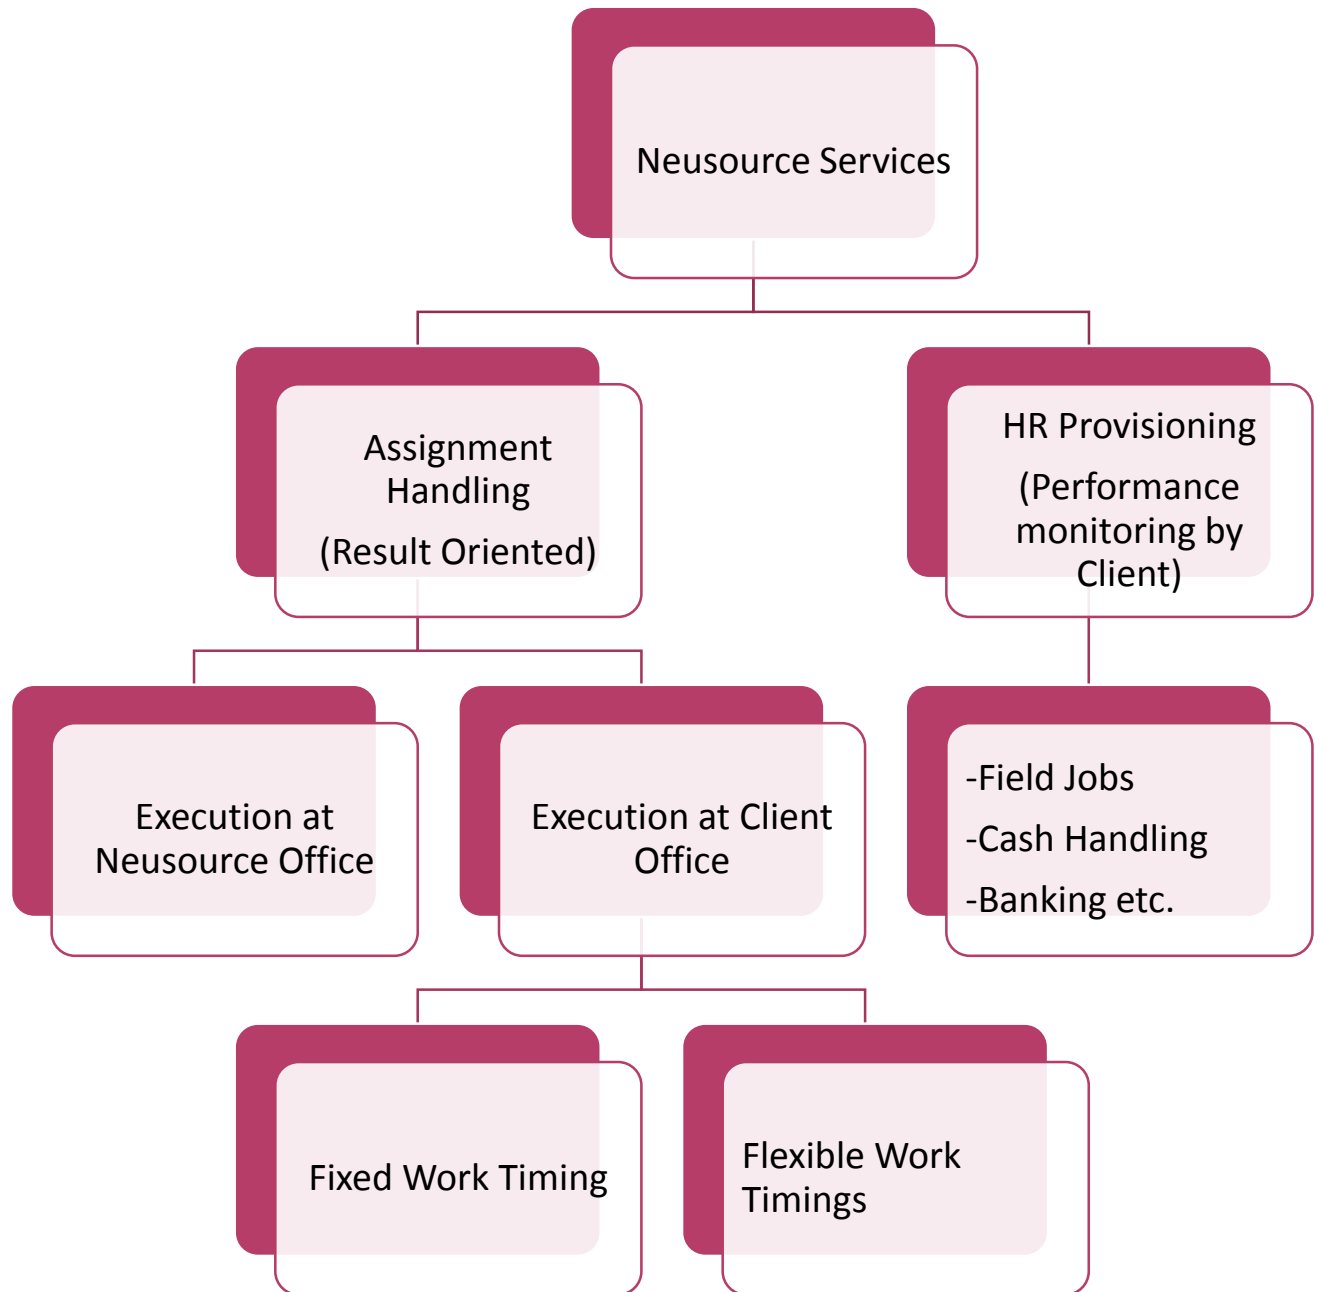 Neusource Services
Assignment
Handling
(Result Oriented)
HR Provisioning
(Performance
monitoring by
Client)
Execution at
Neusource Office
Execution at Client
Office
-Field Jobs
-Cash Handling
-Banking etc.
Fixed Work Timing
Flexible Work
Timings